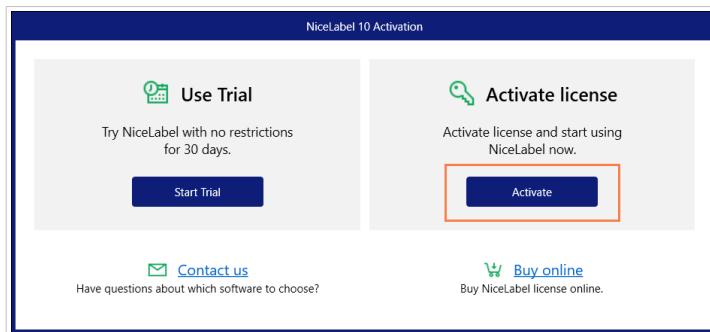 NiceLabel 10 Activation
Use Trial
Try NiceLabel with no restrictions
for 30 days.
Start Trial
Activate license
Activate license and start using
NiceLabel now.
Activate
Contact us
Have questions about which software to choose?
Buy online
Buy NiceLabel license online.